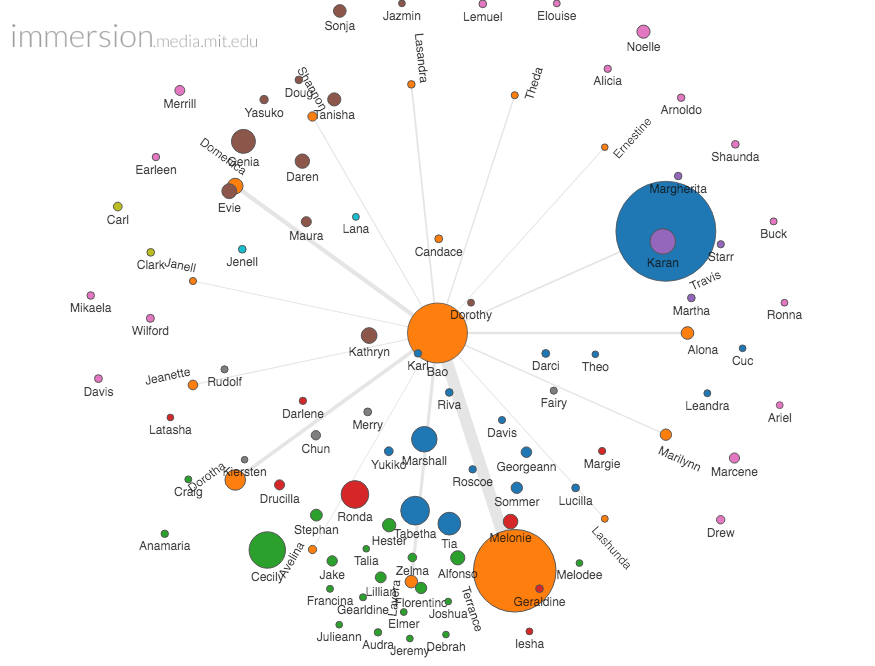 Sonja
Jazmin
Lemuel
Elouise
immersion.media.mit.edu
Noelle
Lasandra
Theda
Alicia
Shannon
Doug
Merrill
Yasuko
Tanisha
Arnoldo
Ernestine
Domenica
Genia
Shaunda
Earleen
Daren
Margherita
Evie
Carl
Maura
Lana
Buck
Candace
Starr
Clark
Janell
Jenell
Karan
Travis
Mikaela
Dorothy
Martha
Ronna
Wilford
Kathryn
Alona
Karl
Bao
Darci
Theo
Cuc
Jeanette
Rudolf
Davis
Riva
Fairy
Leandra
Latasha
Darlene
Merry
Davis
Ariel
Chun
Marshall
Yukiko
Georgeann
Margie
Marilynn
Marcene
Dorotha
Kiersten
Craig
Drucilla
Roscoe
Sommer
Lucilla
Ronda
Stephan
Hester
Tabetha
Tia
Melonie
Lashunda
Drew
Anamaria
Cecily
Avelina
Jake
Talia
Zelma
Alfonso
Melodee
Francina
Lillian
Gearldine
Lavera
Florentino
Joshua
Terrance
Geraldine
Julieann
Audra
Elmer
Jeremy
Debrah
Iesha